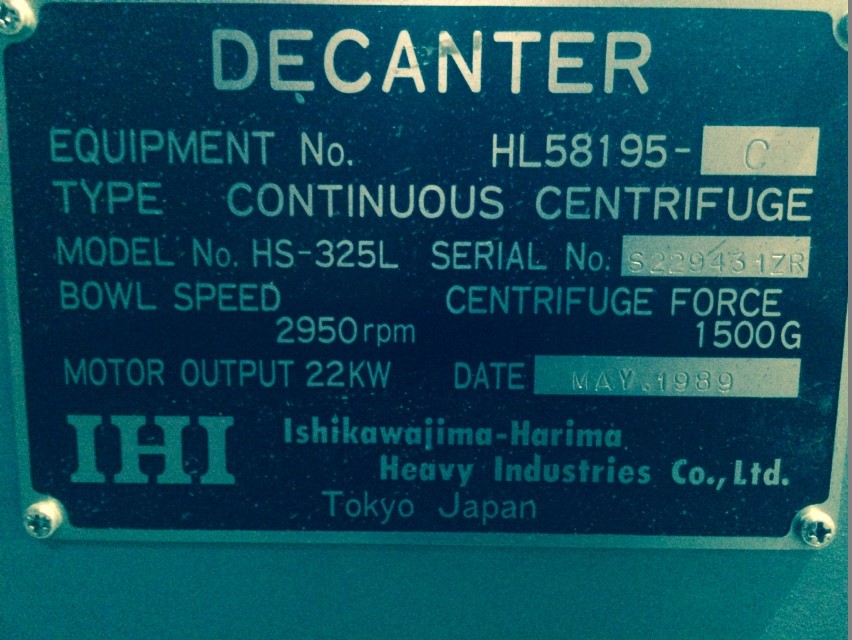 DECANTER
EQUIPMENT No. HL58195- C
TYPE CONTINUOUS CENTRIFUGE
MODEL No. HS-325L SERIAL No. S229431ZR
BOWL SPEED CENTRIFUGE FORCE
2950rpm 1500G
MOTOR OUTPUT 22KW DATE MAY.1989
IHI Ishikawajima-Harima
Heavy Industries Co., Ltd.
Tokyo Japan